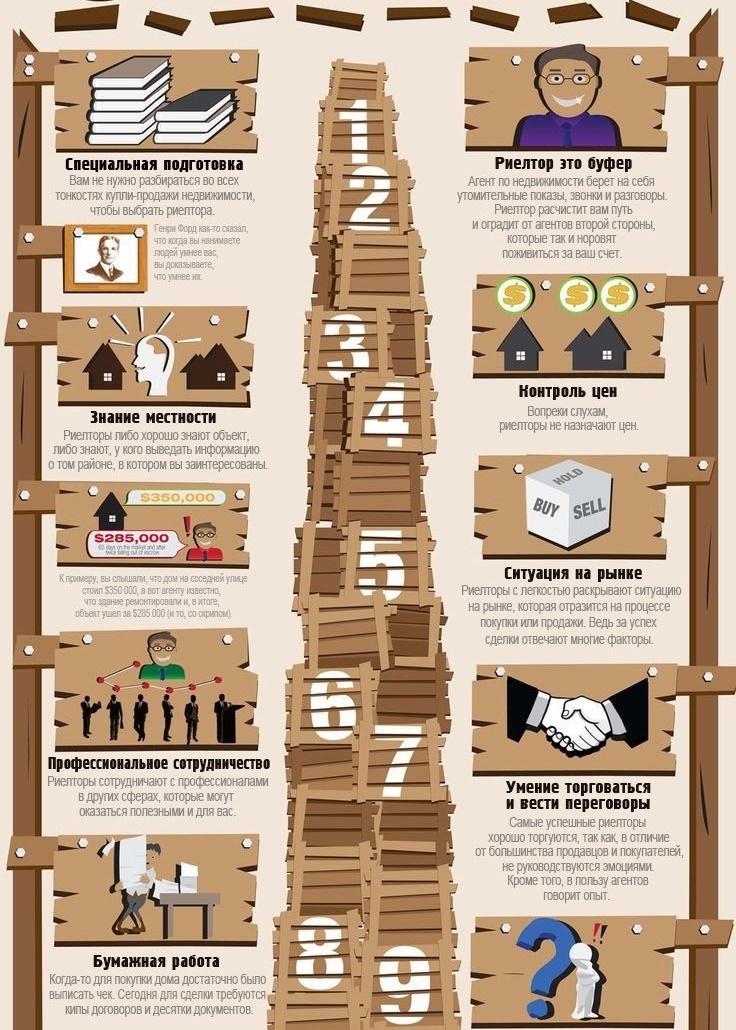 1
Специальная подготовка
Вам не нужно разбираться во всех
тонкостях купли-продажи недвижимости,
чтобы выбрать риелтора.
Генри Форд как-то сказал,
что когда вы нанимаете
людей умнее вас,
вы доказываете,
что умнее их.
2
Риелтор это буфер
Агент по недвижимости берет на себя
утомительные показы, звонки и разговоры.
Риелтор расчистит вам путь
и оградит от агентов второй стороны,
которые так и норовят
поживиться за ваш счет.
3
Знание местности
Риелторы либо хорошо знают объект,
либо знают, у кого выведать информацию
о том районе, в котором вы заинтересованы.
$350,000
$285,000
65 days on the market and after
twice falling out of escrow.
К примеру, вы слышали, что дом на соседней улице
стоил $350 000, а вот агенту известно,
что здание ремонтировали и, в итоге,
объект ушел за $285 000 (и то, со скрипом).
4
$
$
$
Контроль цен
Вопреки слухам,
риелторы не назначают цен.
5
HOLD
BUY
SELL
Ситуация на рынке
Риелторы с легкостью раскрывают ситуацию
на рынке, которая отразится на процессе
покупки или продажи. Ведь за успех
сделки отвечают многие факторы.
6
Профессиональное сотрудничество
Риелторы сотрудничают с профессионалами
в других сферах, которые могут
оказаться полезными и для вас.
7
Умение торговаться
и вести переговоры
Самые успешные риелторы
хорошо торгуются, так как, в отличие
от большинства продавцов и покупателей,
не руководствуются эмоциями.
Кроме того, в пользу агентов
говорит опыт.
8
Бумажная работа
Когда-то для покупки дома достаточно было
выписать чек. Сегодня для сделки требуются
кипы договоров и десятки документов.
9
?
!!